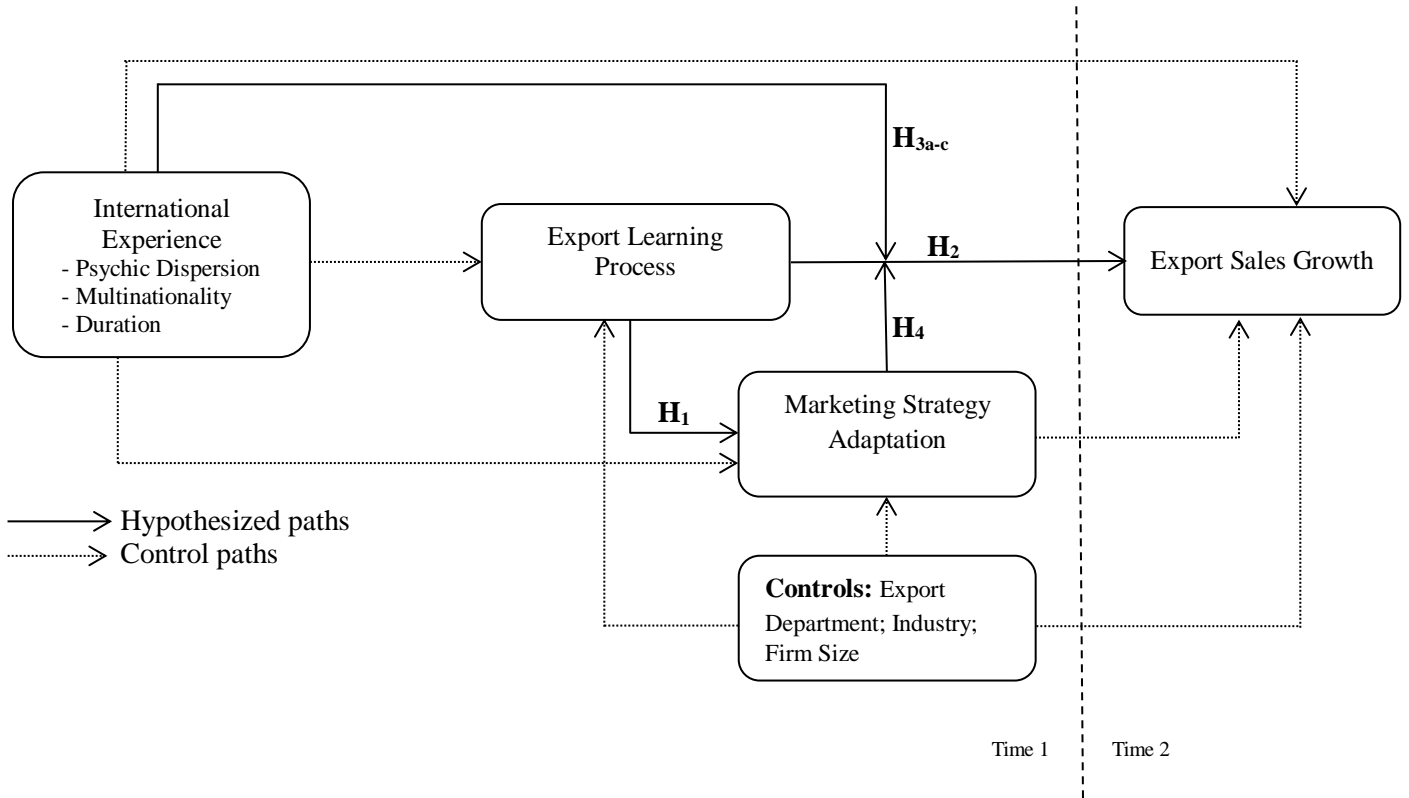 H3a-c
International
Experience
- Psychic Dispersion
- Multinationality
- Duration
Export Learning
Process
H2
Export Sales Growth
H4
H1
Marketing Strategy
Adaptation
Hypothesized paths
Control paths
Controls: Export
Department; Industry;
Firm Size
Time 1
Time 2